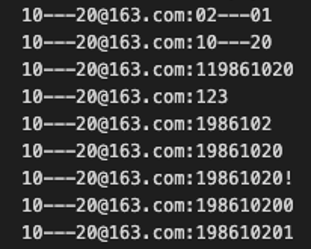 10---20@163.com:02---01
10---20@163.com:10---20
10---20@163.com:119861020
10---20@163.com:123
10---20@163.com:1986102
10---20@163.com:19861020
10---20@163.com:19861020!
10---20@163.com:198610200
10---20@163.com:198610201